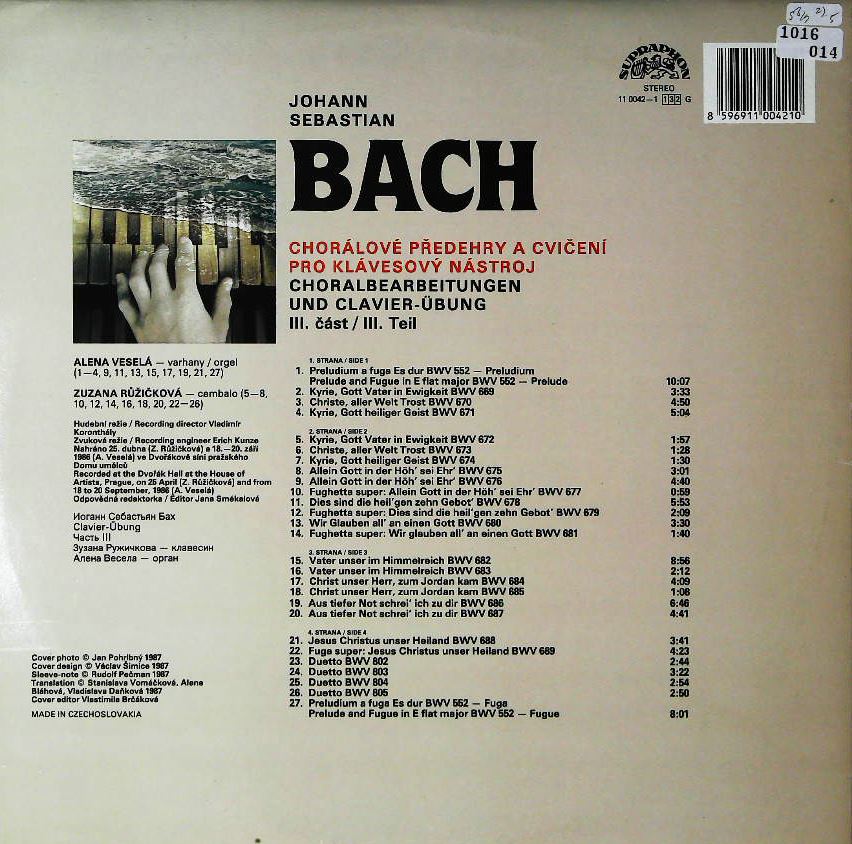 1016
014
SUPRAPHON
STEREO
11 0042-1 132 G
8 596911 004210
JOHANN
SEBASTIAN
BACH
CHORÁLOVÉ PŘEDEHRY A CVIČENÍ
PRO KLÁVESOVÝ NÁSTROJ
CHORALBEARBEITUNGEN
UND CLAVIER-ÜBUNG
III. část / III. Teil
ALENA VESELÁ — varhany / orgel
(1—4, 9, 11, 13, 15, 17, 19, 21, 27)
ZUZANA RŮŽIČKOVÁ — cembalo (5—8,
10, 12, 14, 16, 18, 20, 22—26)
Hudební režie / Recording director Vladimír
Koronthály
Zvuková režie / Recording engineer Erich Kunze
Nahráno 25. dubna (Z. Růžičková) a 18.—20. září
1986 (A. Veselá) ve Dvořákově síni pražského
Domu umělců
Recorded at the Dvořák Hall at the House of
Artists, Prague, on 25 April (Z. Růžičková) and from
18 to 20 September, 1986 (A. Veselá)
Odpovědná redaktorka / Editor Jana Smékalová
Иоганн Себастьян Бах
Clavier-Übung
Часть III
Зузана Ружичкова — клавесин
Алена Весела — орган
Cover photo © Jan Pohribný 1987
Cover design © Václav Šimice 1987
Sleeve-note © Rudolf Pečman 1987
Translation © Stanislava Vomáčková, Alena
Bláhová, Vladislava Daňková 1987
Cover editor Vlastimila Brčáková
MADE IN CZECHOSLOVAKIA
1. STRANA / SIDE 1
1. Preludium a fuga Es dur BWV 552 — Preludium
Prelude and Fugue in E flat major BWV 552 — Prelude 10:07
2. Kyrie, Gott Vater in Ewigkeit BWV 669 3:33
3. Christe, aller Welt Trost BWV 670 4:50
4. Kyrie, Gott heiliger Geist BWV 671 5:04
2. STRANA / SIDE 2
5. Kyrie, Gott Vater in Ewigkeit BWV 672 1:57
6. Christe, aller Welt Trost BWV 673 1:28
7. Kyrie, Gott heiliger Geist BWV 674 1:30
8. Allein Gott in der Höh' sei Ehr' BWV 675 3:01
9. Allein Gott in der Höh' sei Ehr' BWV 676 4:40
10. Fughetta super: Allein Gott in der Höh' sei Ehr' BWV 677 0:59
11. Dies sind die heil'gen zehn Gebot' BWV 678 5:53
12. Fughetta super: Dies sind die heil'gen zehn Gebot' BWV 679 2:09
13. Wir Glauben all' an einen Gott BWV 680 3:30
14. Fughetta super: Wir glauben all' an einen Gott BWV 681 1:40
3. STRANA / SIDE 3
15. Vater unser im Himmelreich BWV 682 8:56
16. Vater unser im Himmelreich BWV 683 2:12
17. Christ unser Herr, zum Jordan kam BWV 684 4:09
18. Christ unser Herr, zum Jordan kam BWV 685 1:08
19. Aus tiefer Not schrei' ich zu dir BWV 686 6:46
20. Aus tiefer Not schrei' ich zu dir BWV 687 4:41
4. STRANA / SIDE 4
21. Jesus Christus unser Heiland BWV 688 3:41
22. Fuga super: Jesus Christus unser Heiland BWV 689 4:23
23. Duetto BWV 802 2:44
24. Duetto BWV 803 3:22
25. Duetto BWV 804 2:54
26. Duetto BWV 805 2:50
27. Preludium a fuga Es dur BWV 552 — Fuga
Prelude and Fugue in E flat major BWV 552 — Fugue 8:01